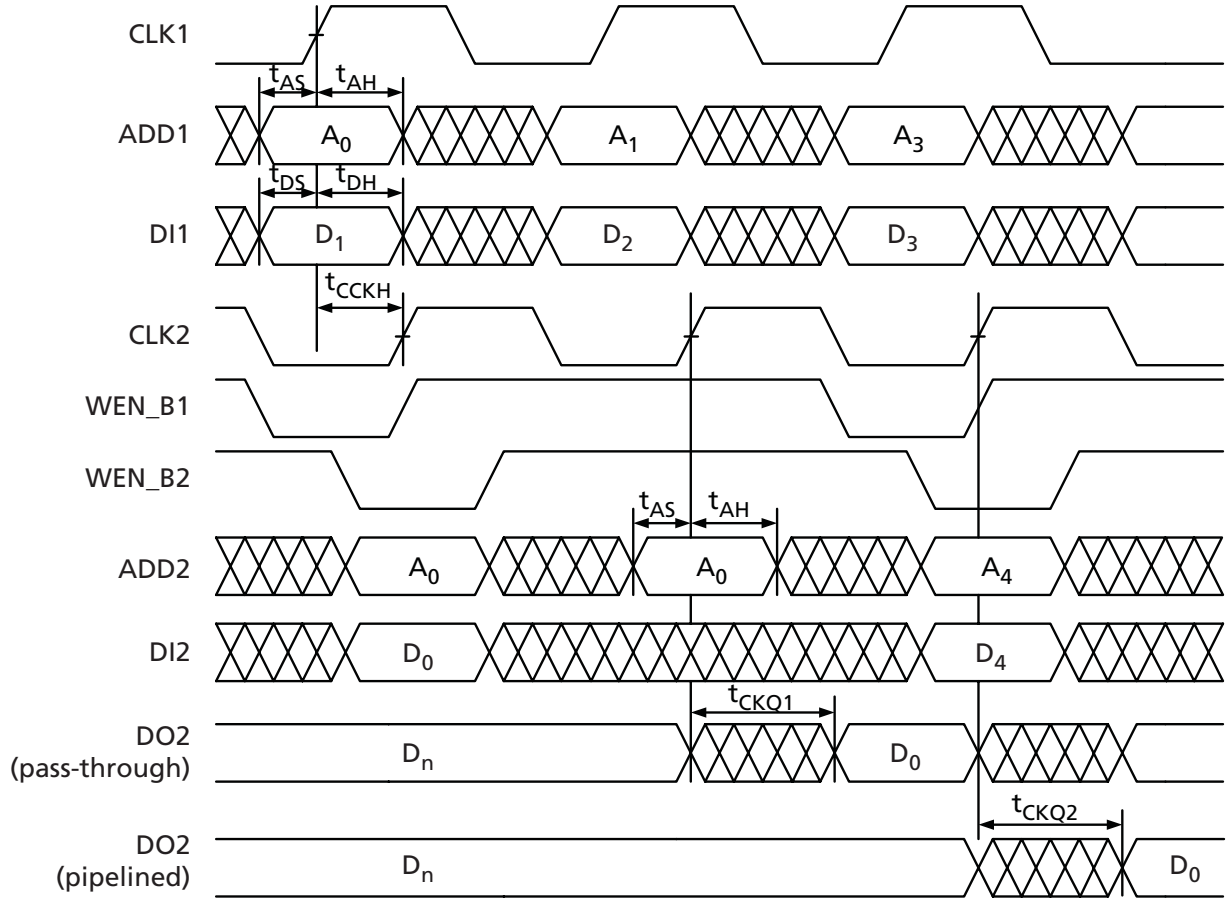 CLK1
tAS tAH
ADD1 A0 A1 A3
tDS tDH
DI1 D1 D2 D3
tCCKH
CLK2
WEN_B1
WEN_B2
tAS tAH
ADD2 A0 A0 A4
DI2 D0 D4
tCKQ1
DO2
(pass-through) Dn D0
tCKQ2
DO2
(pipelined) Dn D0